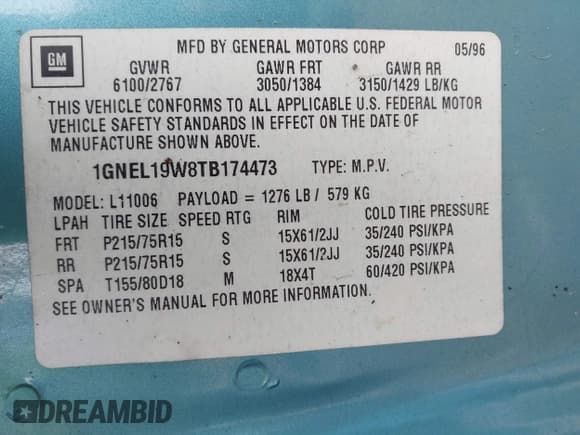 GM
MFD BY GENERAL MOTORS CORP 05/96
GVWR GAWR FRT GAWR RR
6100/2767 3050/1384 3150/1429 LB/KG
THIS VEHICLE CONFORMS TO ALL APPLICABLE U.S. FEDERAL MOTOR
VEHICLE SAFETY STANDARDS IN EFFECT ON THE DATE OF
MANUFACTURE SHOWN ABOVE.
1GNEL19W8TB174473 TYPE: M.P.V.
MODEL: L11006 PAYLOAD = 1276 LB / 579 KG
LPAH TIRE SIZE SPEED RTG RIM COLD TIRE PRESSURE
FRT P215/75R15 S 15X61/2JJ 35/240 PSI/KPA
RR P215/75R15 S 15X61/2JJ 35/240 PSI/KPA
SPA T155/80D18 M 18X4T 60/420 PSI/KPA
SEE OWNER'S MANUAL FOR MORE INFORMATION.
DREAMBID